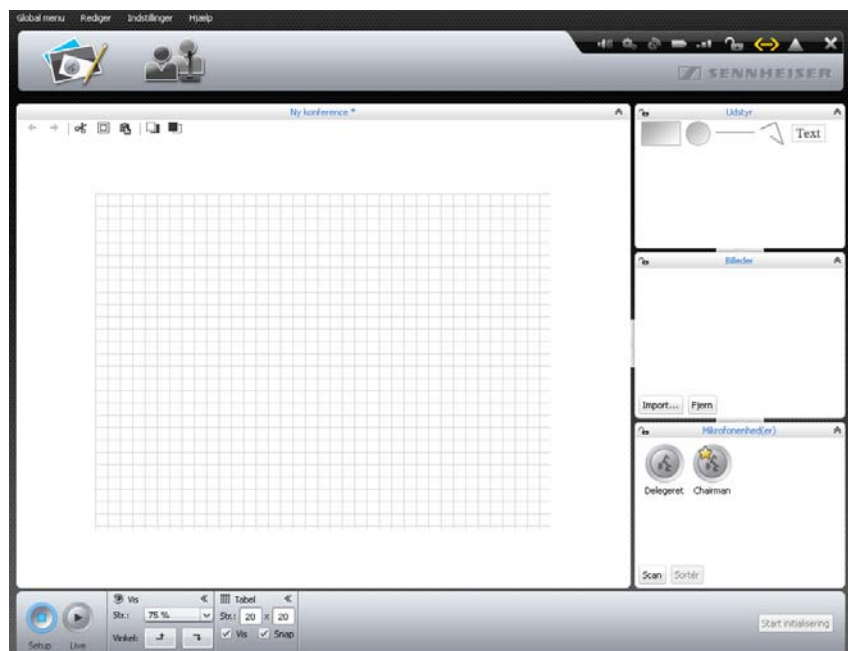 Global menu Rediger Indstillinger Hjælp
SENNHEISER
Ny konference *
Udstyr
Text
Billeder
Import... Fjern
Mikrofonenhed(er)
Delegeret Chairman
Scan Sortér
Vis
Str.: 75 %
Vinkel:
Tabel
Str.: 20 x 20
Vis Snap
Setup Live
Start initialisering